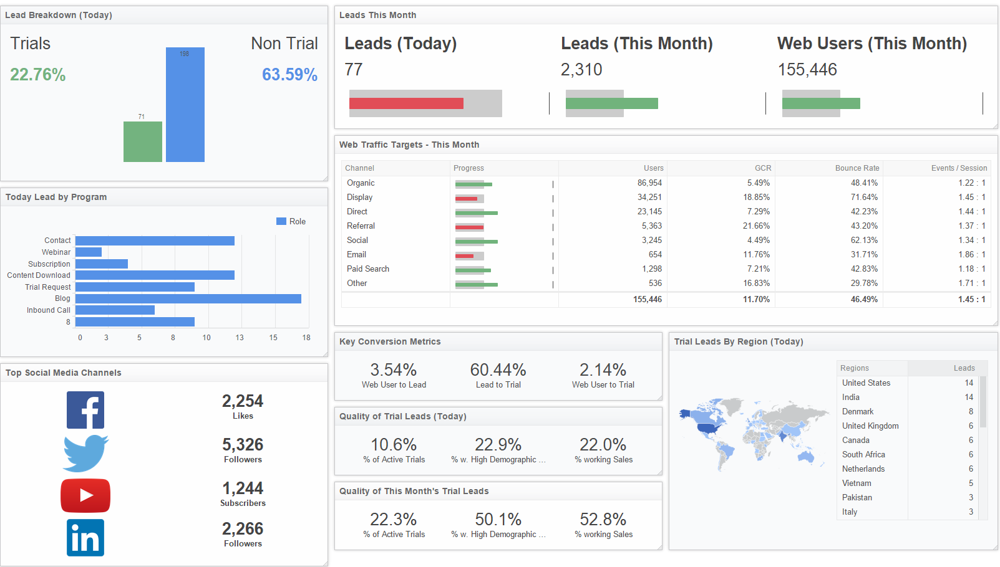 Lead Breakdown (Today)
Trials
Non Trial
22.76%
63.59%
198
71
Leads This Month
Leads (Today)
Leads (This Month)
Web Users (This Month)
77
2,310
155,446
Web Traffic Targets - This Month
Channel Progress Users GCR Bounce Rate Events / Session
Organic 86,954 5.49% 48.41% 1.22 : 1
Display 34,251 18.85% 71.64% 1.45 : 1
Direct 23,145 7.29% 42.23% 1.44 : 1
Referral 5,363 21.66% 43.20% 1.37 : 1
Social 3,245 4.49% 62.13% 1.34 : 1
Email 654 11.76% 31.71% 1.86 : 1
Paid Search 1,298 7.21% 42.83% 1.18 : 1
Other 536 16.83% 29.78% 1.71 : 1
155,446 11.70% 46.49% 1.45 : 1
Today Lead by Program
Role
Contact
Webinar
Subscription
Content Download
Trial Request
Blog
Inbound Call
8
0 3 5 8 10 13 15 18
Top Social Media Channels
f
2,254
Likes
5,326
Followers
1,244
Subscribers
in
2,266
Followers
Key Conversion Metrics
3.54% 60.44% 2.14%
Web User to Lead Lead to Trial Web User to Trial
Quality of Trial Leads (Today)
10.6% 22.9% 22.0%
% of Active Trials % w. High Demographic ... % working Sales
Quality of This Month's Trial Leads
22.3% 50.1% 52.8%
% of Active Trials % w. High Demographic ... % working Sales
Trial Leads By Region (Today)
Regions Leads
United States 14
India 14
Denmark 8
United Kingdom 6
Canada 6
South Africa 6
Netherlands 6
Vietnam 5
Pakistan 3
Italy 3